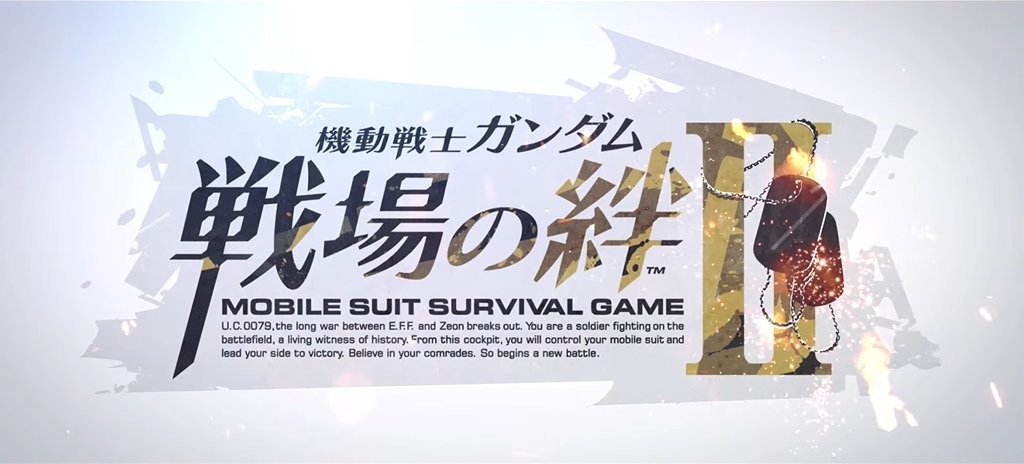 機動戦士ガンダム
戦場の絆 II
™
MOBILE SUIT SURVIVAL GAME
U.C.0079,the long war between E.F.F. and Zeon breaks out. You are a soldier fighting on the
battlefield, a living witness of history. From this cockpit, you will control your mobile suit and
lead your side to victory. Believe in your comrades. So begins a new battle.